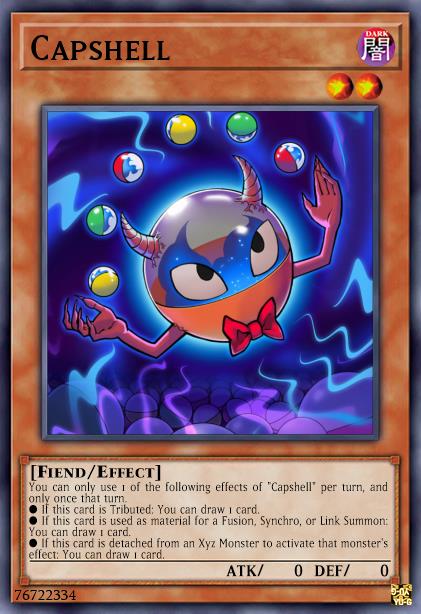 CAPSHELL
DARK
闇
[FIEND/EFFECT]
You can only use 1 of the following effects of "Capshell" per turn, and
only once that turn.
● If this card is Tributed: You can draw 1 card.
● If this card is used as material for a Fusion, Synchro, or Link Summon:
You can draw 1 card.
● If this card is detached from an Xyz Monster to activate that monster's
effect: You can draw 1 card.
ATK/ 0 DEF/ 0
76722334